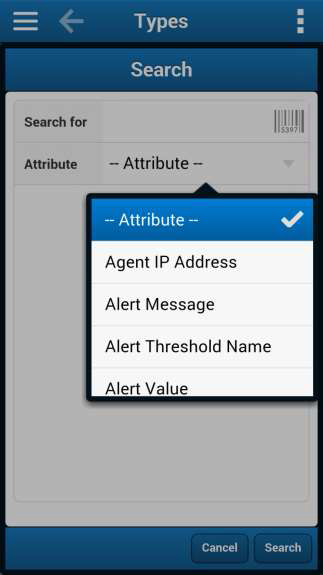 Types
Search
Search for
5397
Attribute -- Attribute --
-- Attribute --
Agent IP Address
Alert Message
Alert Threshold Name
Alert Value
Cancel Search